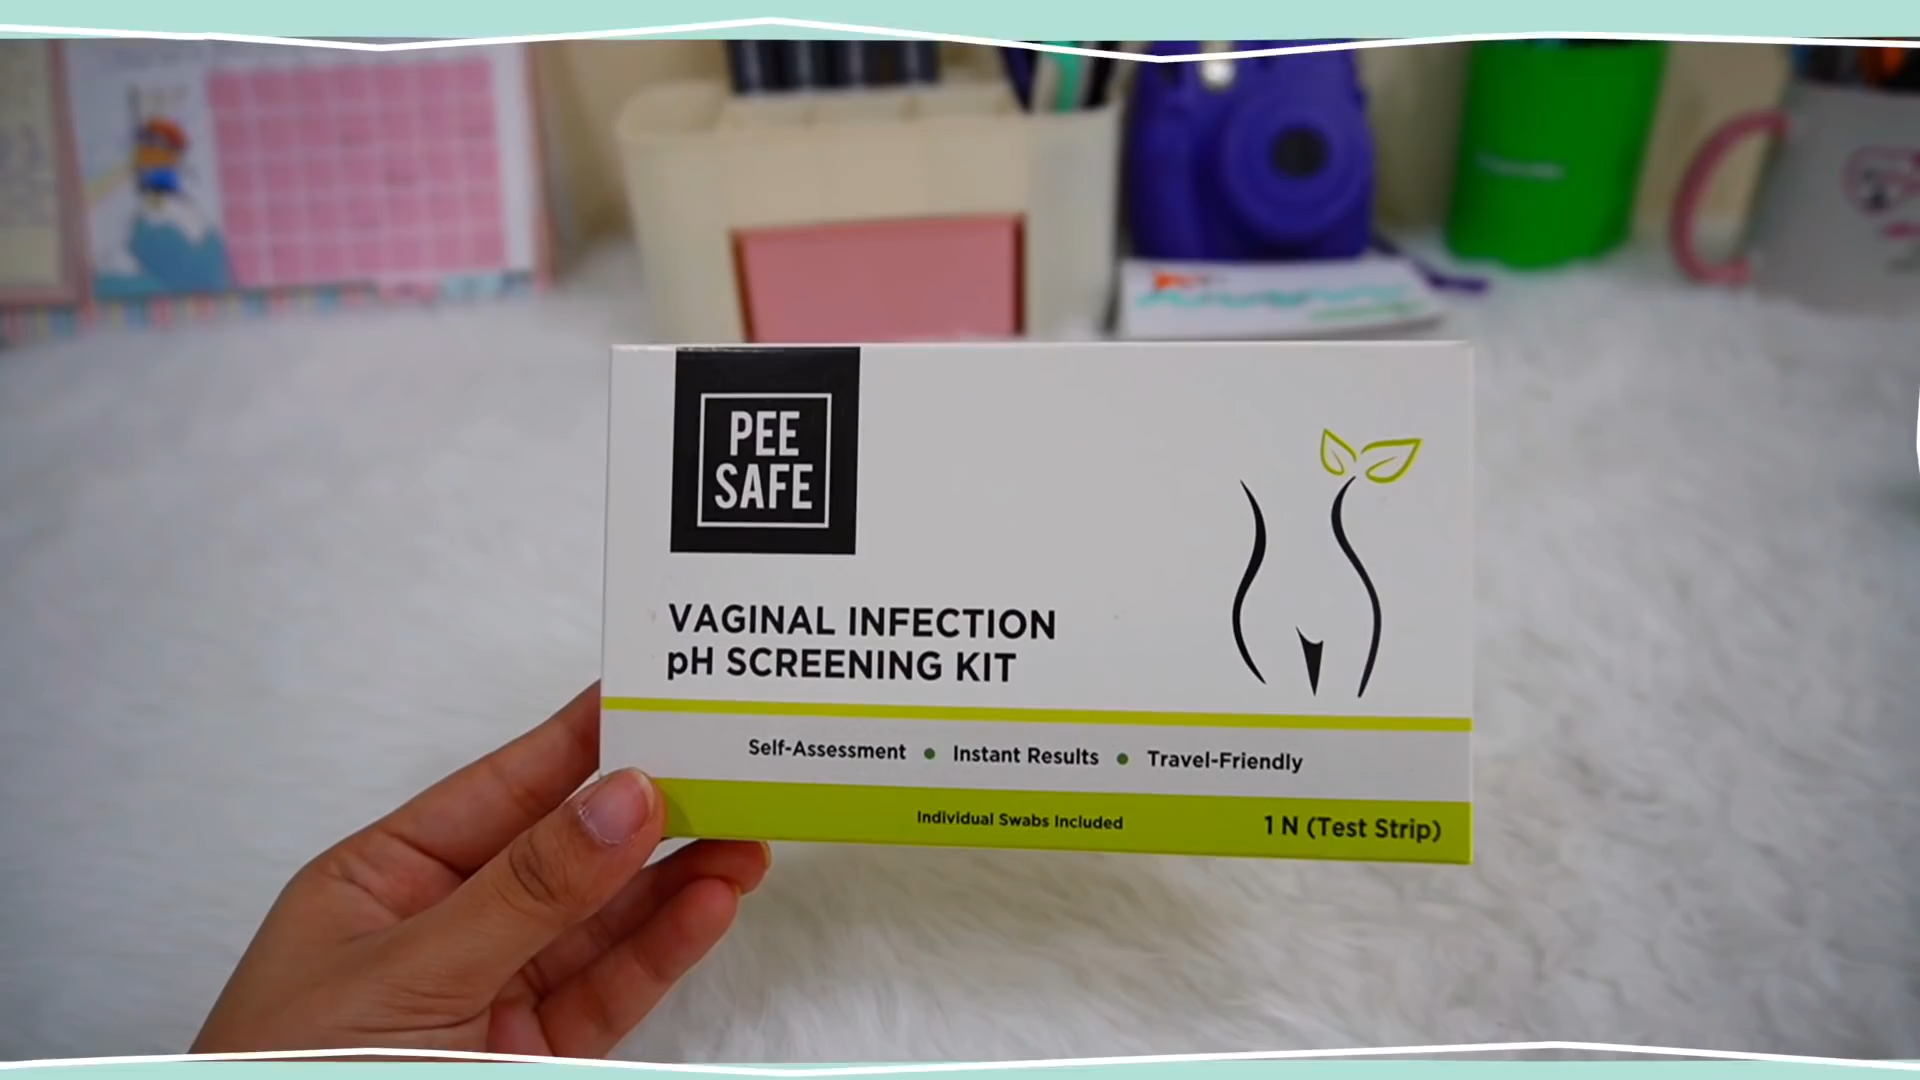 PEE
SAFE
VAGINAL INFECTION
pH SCREENING KIT
Self-Assessment • Instant Results • Travel-Friendly
Individual Swabs Included
1 N (Test Strip)